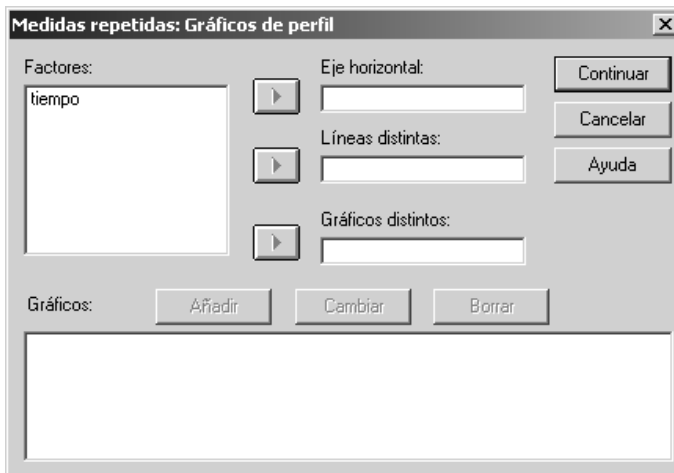 Medidas repetidas: Gráficos de perfil
Factores:
tiempo
Eje horizontal:
Líneas distintas:
Gráficos distintos:
Continuar
Cancelar
Ayuda
Gráficos:
Añadir
Cambiar
Borrar